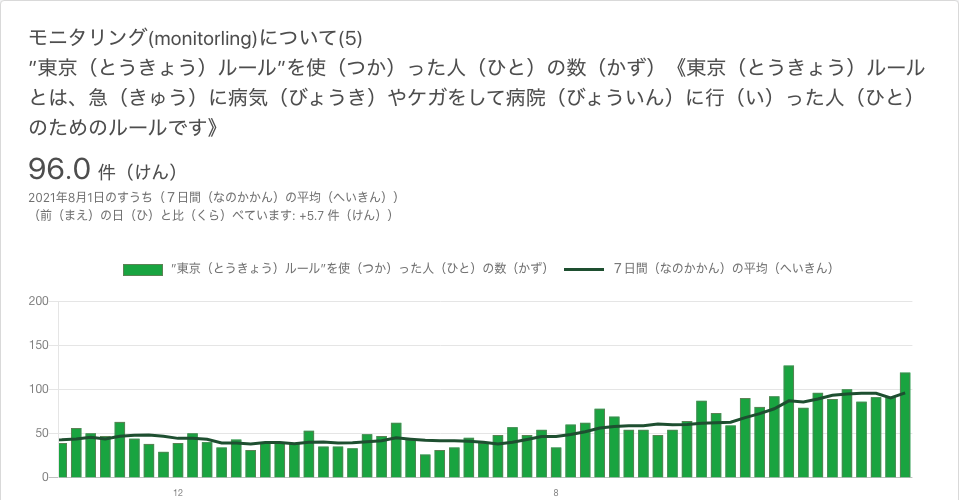 モニタリング(monitorling)について(5)
”東京（とうきょう）ルール”を使（つか）った人（ひと）の数（かず）《東京（とうきょう）ルール
とは、急（きゅう）に病気（びょうき）やケガをして病院（びょういん）に行（い）った人（ひと）
のためのルールです》
96.0 件（けん）
2021年8月1日のすうち（７日間（なのかかん）の平均（へいきん））
（前（まえ）の日（ひ）と比（くら）べています: +5.7 件（けん））
”東京（とうきょう）ルール”を使（つか）った人（ひと）の数（かず）
７日間（なのかかん）の平均（へいきん）
200
150
100
50
0
12
8